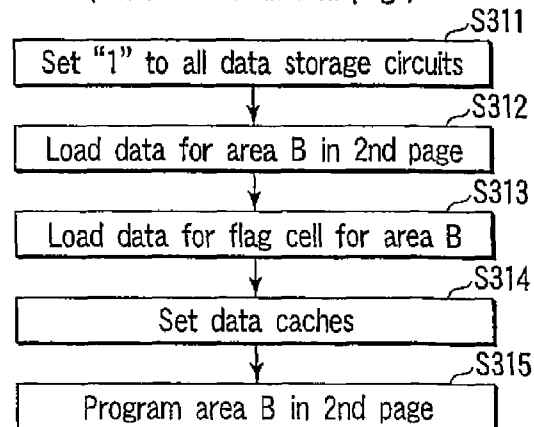 S311
Set "1" to all data storage circuits
S312
Load data for area B in 2nd page
S313
Load data for flag cell for area B
S314
Set data caches
S315
Program area B in 2nd page